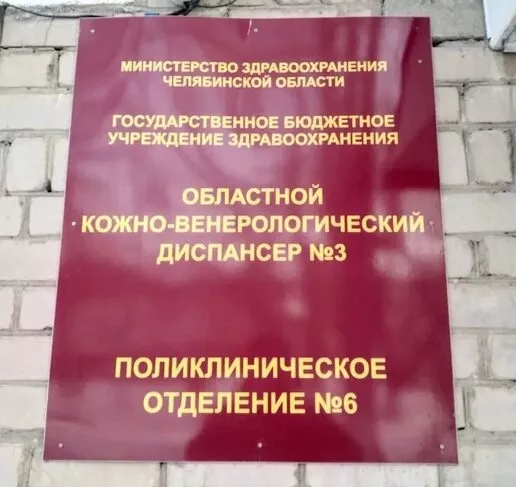 МИНИСТЕРСТВО ЗДРАВООХРАНЕНИЯ
ЧЕЛЯБИНСКОЙ ОБЛАСТИ
ГОСУДАРСТВЕННОЕ БЮДЖЕТНОЕ
УЧРЕЖДЕНИЕ ЗДРАВООХРАНЕНИЯ
ОБЛАСТНОЙ
КОЖНО-ВЕНЕРОЛОГИЧЕСКИЙ
ДИСПАНСЕР №3
ПОЛИКЛИНИЧЕСКОЕ
ОТДЕЛЕНИЕ №6